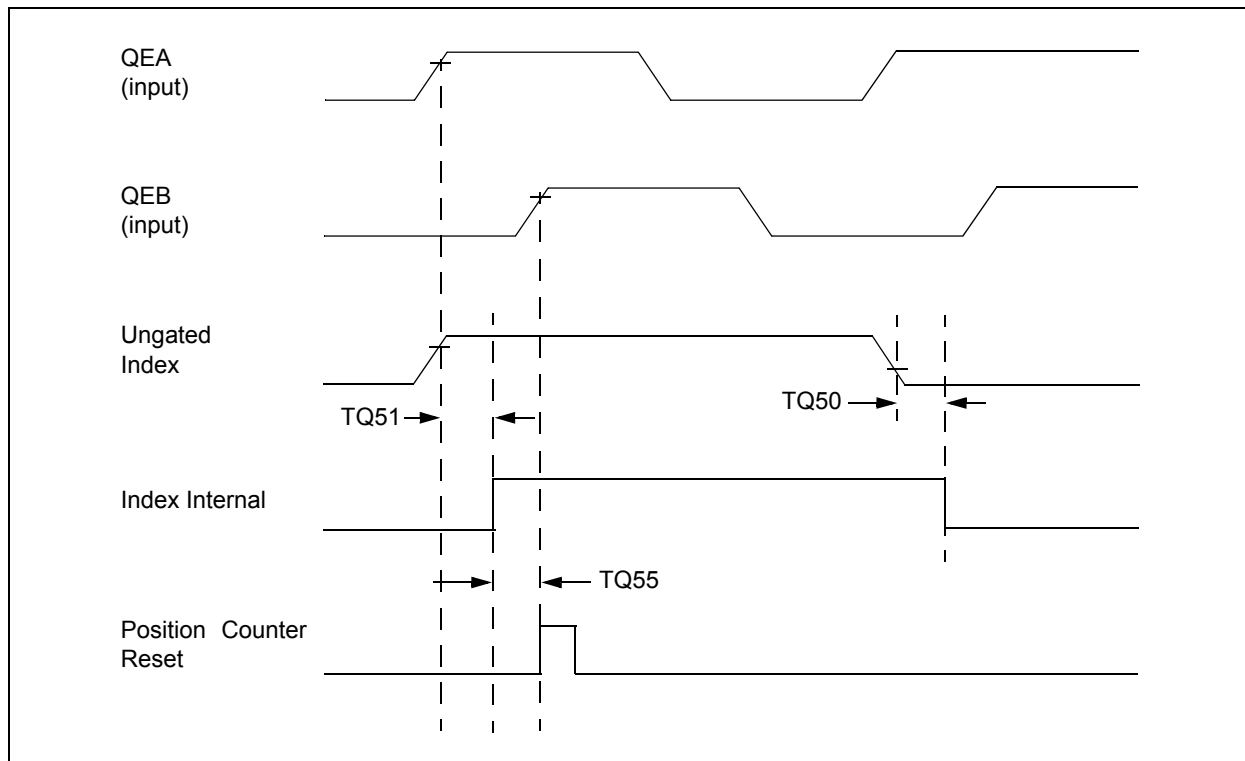 QEA
(input)
QEB
(input)
Ungated
Index
TQ51
TQ50
Index Internal
TQ55
Position Counter
Reset